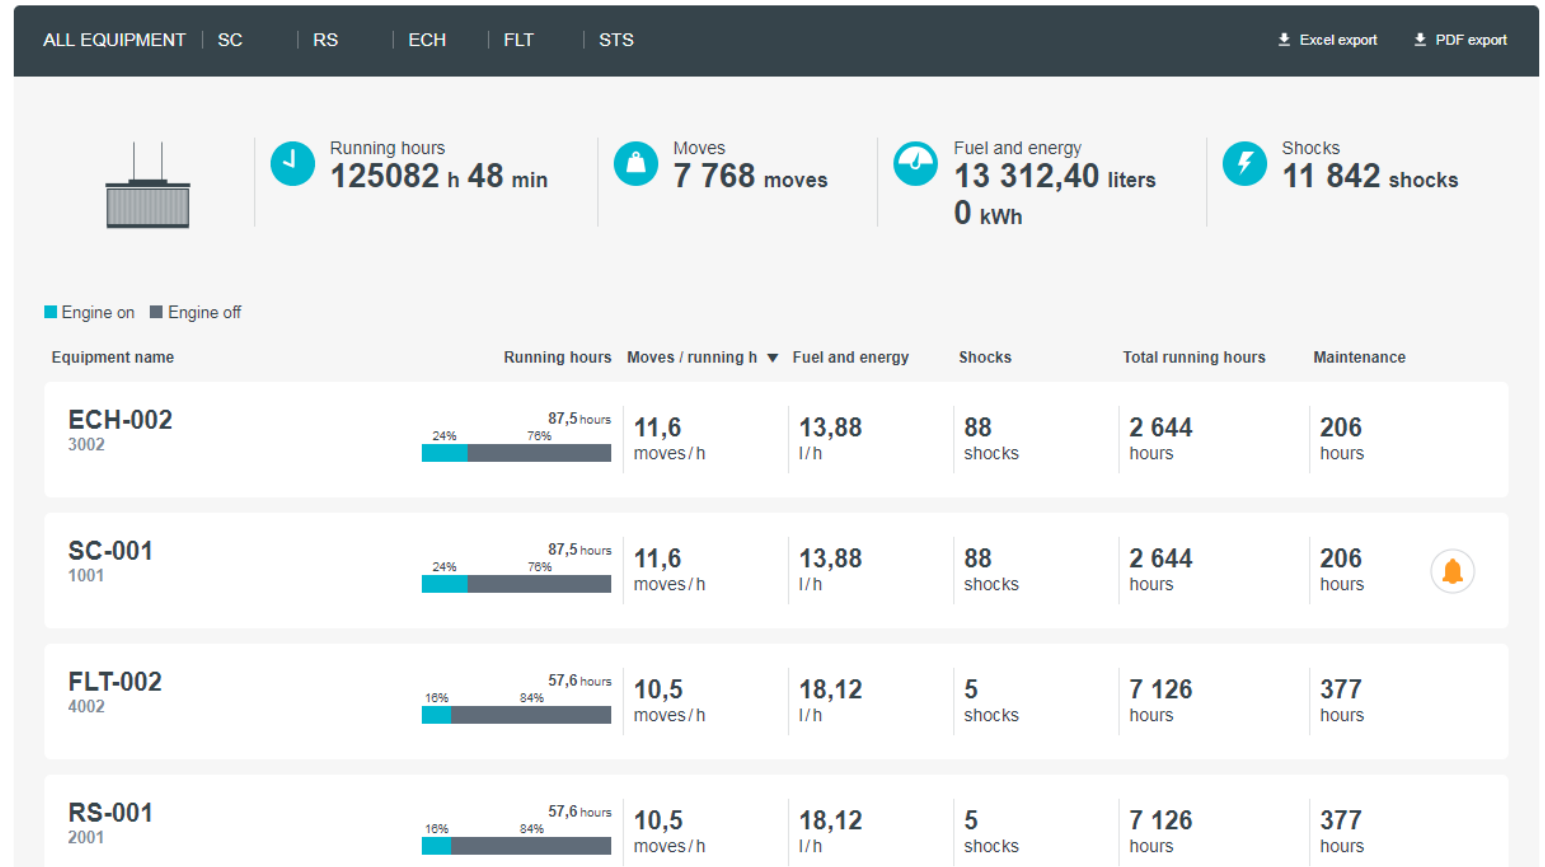 ALL EQUIPMENT SC RS ECH FLT STS Excel export PDF export
Running hours
125082 h 48 min
Moves
7 768 moves
Fuel and energy
13 312,40 liters
0 kWh
Shocks
11 842 shocks
Engine on Engine off
Equipment name Running hours Moves / running h Fuel and energy Shocks Total running hours Maintenance
ECH-002
3002
87,5 hours
24% 76%
11,6
moves/h
13,88
l/h
88
shocks
2 644
hours
206
hours
SC-001
1001
87,5 hours
24% 76%
11,6
moves/h
13,88
l/h
88
shocks
2 644
hours
206
hours
FLT-002
4002
57,6 hours
16% 84%
10,5
moves/h
18,12
l/h
5
shocks
7 126
hours
377
hours
RS-001
2001
57,6 hours
16% 84%
10,5
moves/h
18,12
l/h
5
shocks
7 126
hours
377
hours